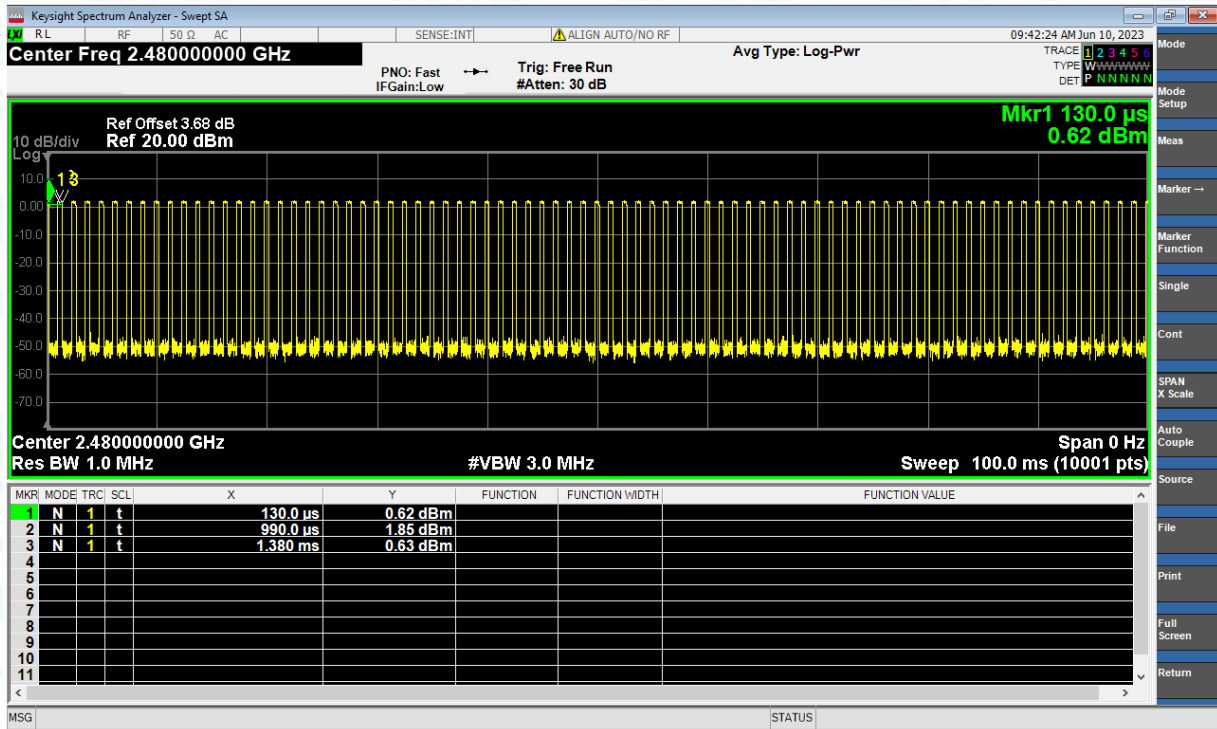 Keysight Spectrum Analyzer - Swept SA
LXI RL RF 50 Ω AC SENSE:INT ALIGN AUTO/NO RF 09:42:24 AM Jun 10, 2023
Center Freq 2.480000000 GHz
Avg Type: Log-Pwr
TRACE 1 2 3 4 5 6
TYPE WWWWWW
DET P N N N N N
PNO: Fast
IFGain:Low
Trig: Free Run
#Atten: 30 dB
Mkr1 130.0 µs
0.62 dBm
Ref Offset 3.68 dB
10 dB/div Ref 20.00 dBm
Log
10.0
0.00
-10.0
-20.0
-30.0
-40.0
-50.0
-60.0
-70.0
1 3
Center 2.480000000 GHz Span 0 Hz
Res BW 1.0 MHz #VBW 3.0 MHz Sweep 100.0 ms (10001 pts)
MKR MODE TRC SCL X Y FUNCTION FUNCTION WIDTH FUNCTION VALUE
1 N 1 t 130.0 µs 0.62 dBm
2 N 1 t 990.0 µs 1.85 dBm
3 N 1 t 1.380 ms 0.63 dBm
4
5
6
7
8
9
10
11
MSG STATUS
Mode
Mode
Setup
Meas
Marker→
Marker
Function
Single
Cont
SPAN
X Scale
Auto
Couple
Source
File
Print
Full
Screen
Return